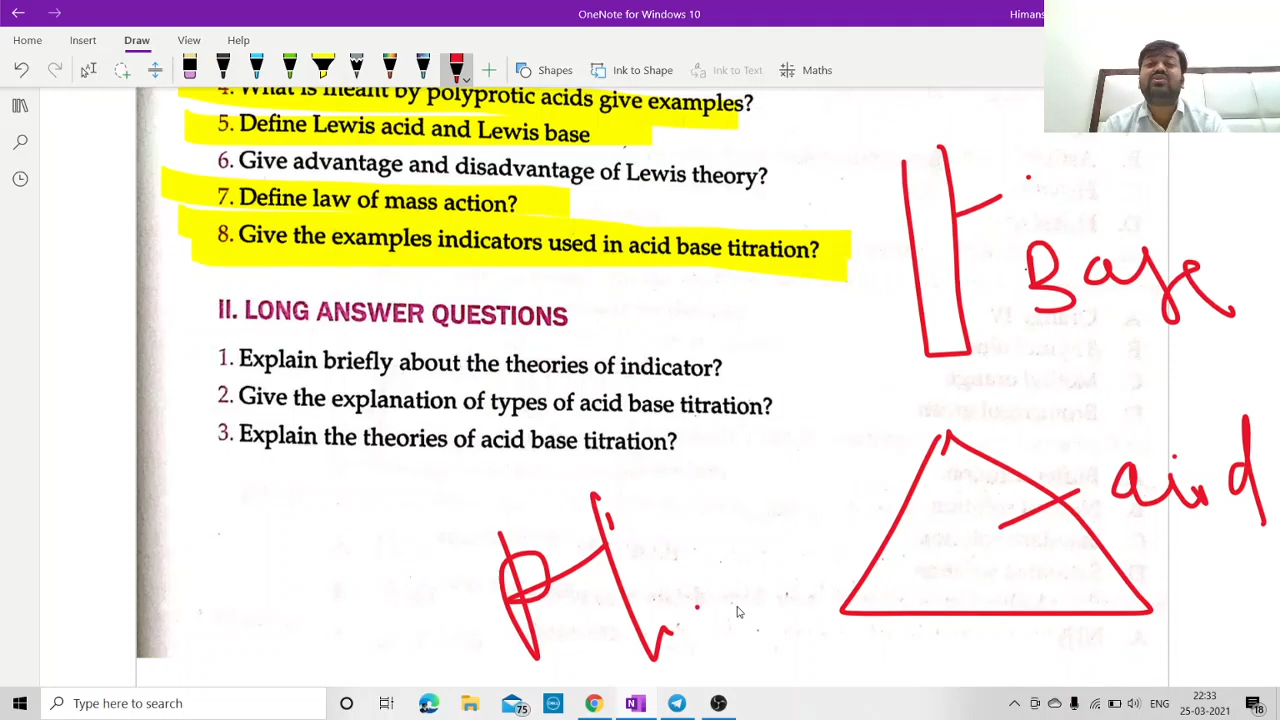 OneNote for Windows 10
Himans
Home Insert Draw View Help
Shapes Ink to Shape Ink to Text Maths
4. What is meant by polyprotic acids give examples?
5. Define Lewis acid and Lewis base
6. Give advantage and disadvantage of Lewis theory?
7. Define law of mass action?
8. Give the examples indicators used in acid base titration?
Base
II. LONG ANSWER QUESTIONS
1. Explain briefly about the theories of indicator?
2. Give the explanation of types of acid base titration?
3. Explain the theories of acid base titration?
acid
pH
Type here to search
75
DELL
ENG
22:33
25-03-2021
18